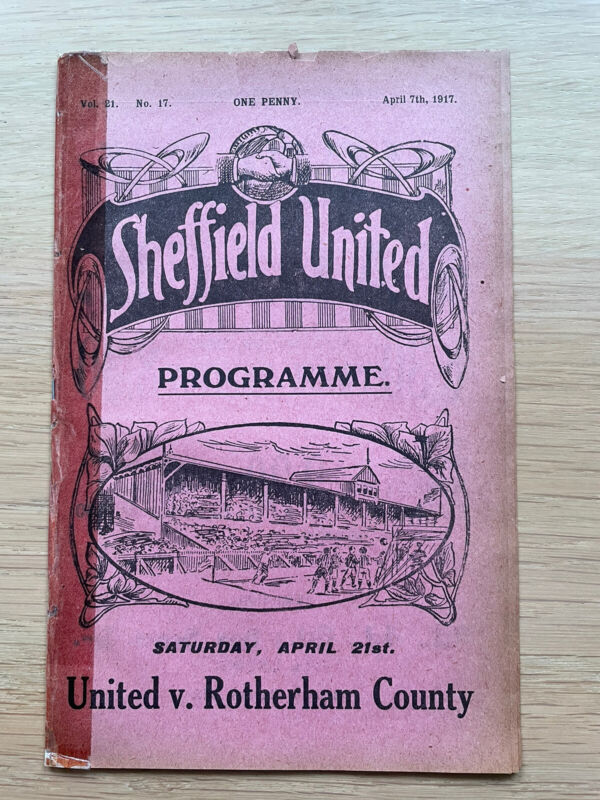 Vol. 21. No. 17. ONE PENNY. April 7th, 1917.
Sheffield United
PROGRAMME.
SATURDAY, APRIL 21st.
United v. Rotherham County